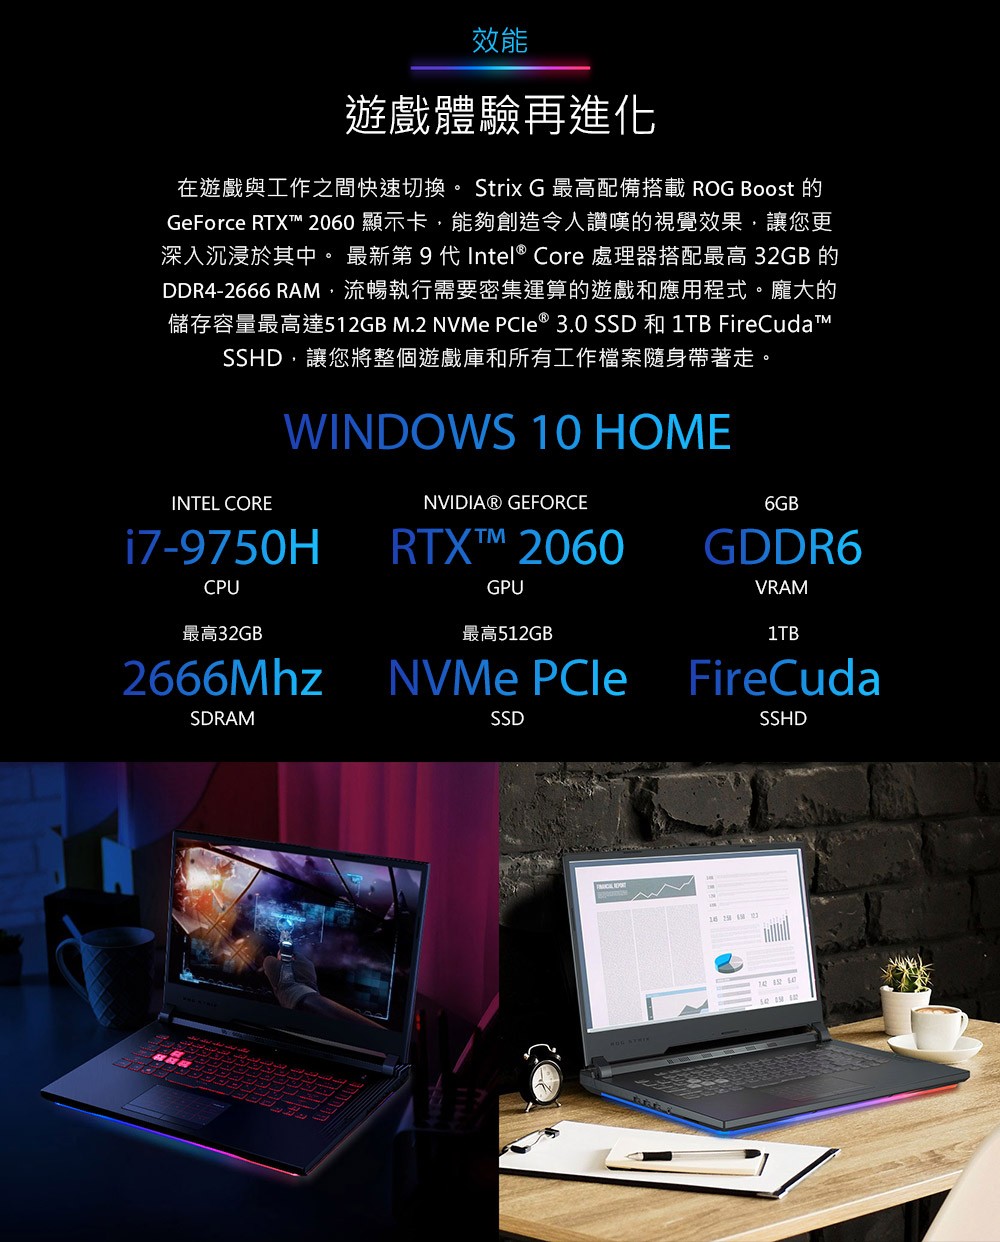 效能
遊戲體驗再進化
在遊戲與工作之間快速切換。 Strix G 最高配備搭載 ROG Boost 的
GeForce RTX™ 2060 顯示卡，能夠創造令人讚嘆的視覺效果，讓您更
深入沉浸於其中。 最新第 9 代 Intel® Core 處理器搭配最高 32GB 的
DDR4-2666 RAM，流暢執行需要密集運算的遊戲和應用程式。龐大的
儲存容量最高達512GB M.2 NVMe PCIe® 3.0 SSD 和 1TB FireCuda™
SSHD，讓您將整個遊戲庫和所有工作檔案隨身帶著走。
WINDOWS 10 HOME
INTEL CORE
i7-9750H
CPU
NVIDIA® GEFORCE
RTX™ 2060
GPU
6GB
GDDR6
VRAM
最高32GB
2666Mhz
SDRAM
最高512GB
NVMe PCIe
SSD
1TB
FireCuda
SSHD
FINANCIAL REPORT
ROG STRIX